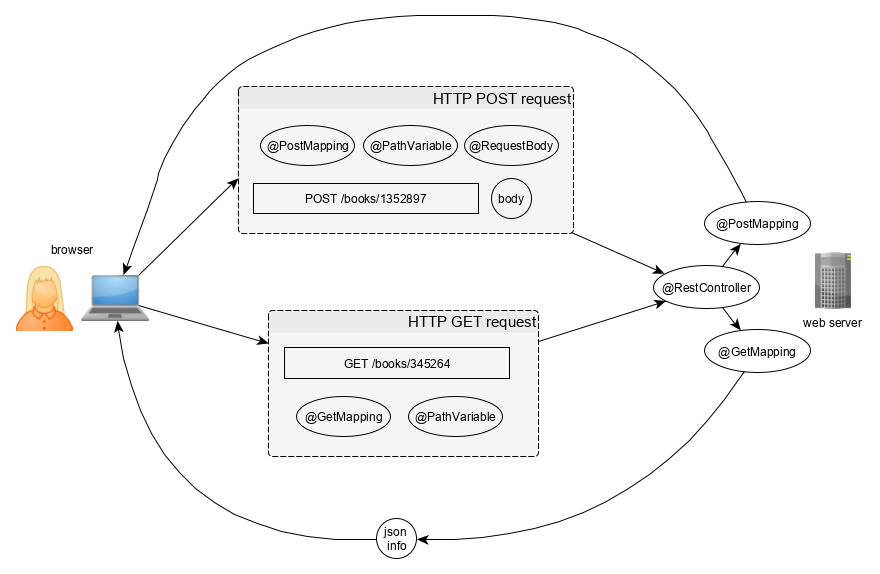 HTTP POST request
@PostMapping
@PathVariable
@RequestBody
POST /books/1352897
body
@PostMapping
browser
@RestController
web server
HTTP GET request
@GetMapping
GET /books/345264
@GetMapping
@PathVariable
json
info